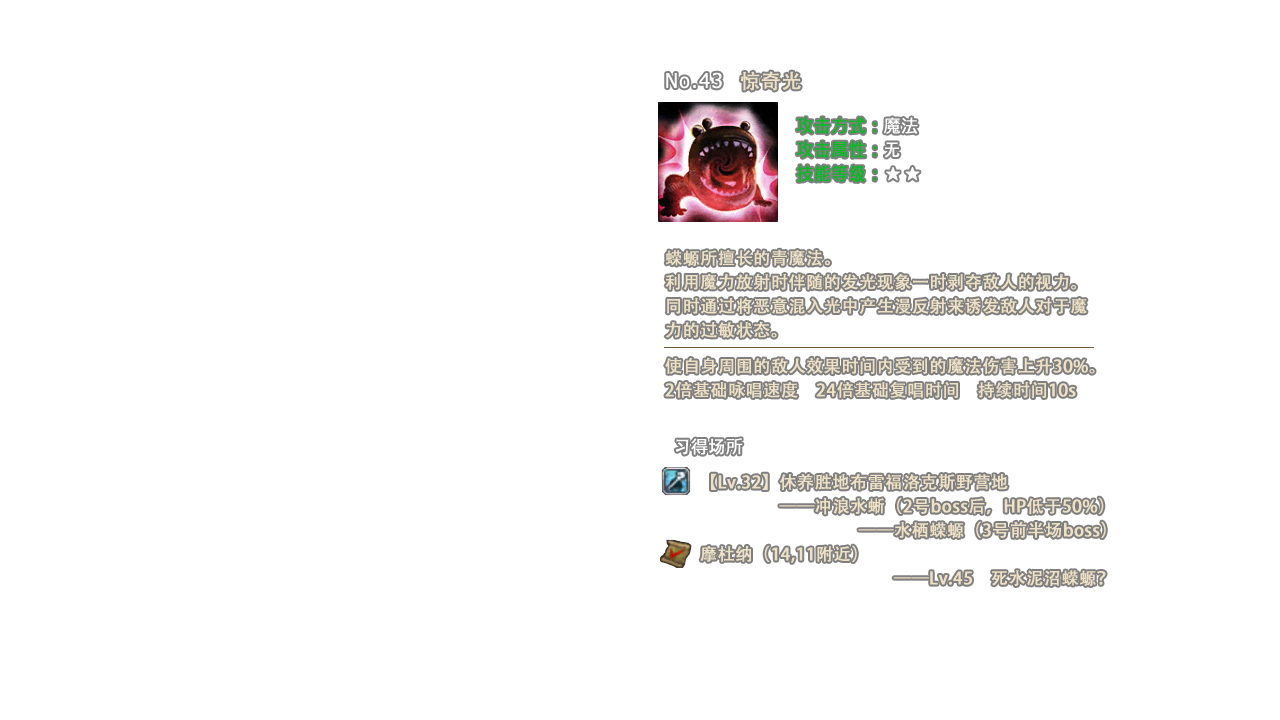 No.43 惊奇光
攻击方式：魔法
攻击属性：无
技能等级：★★
蝾螈所擅长的青魔法。
利用魔力放射时伴随的发光现象一时剥夺敌人的视力。
同时通过将恶意混入光中产生漫反射来诱发敌人对于魔
力的过敏状态。
使自身周围的敌人效果时间内受到的魔法伤害上升30%。
2倍基础咏唱速度　24倍基础复唱时间　持续时间10s
习得场所
【Lv.32】休养胜地布雷福洛克斯野营地
——冲浪水蜥（2号boss后，HP低于50%）
——水栖蝾螈（3号前半场boss）
摩杜纳（14,11附近）
——Lv.45　死水泥沼蝾螈？